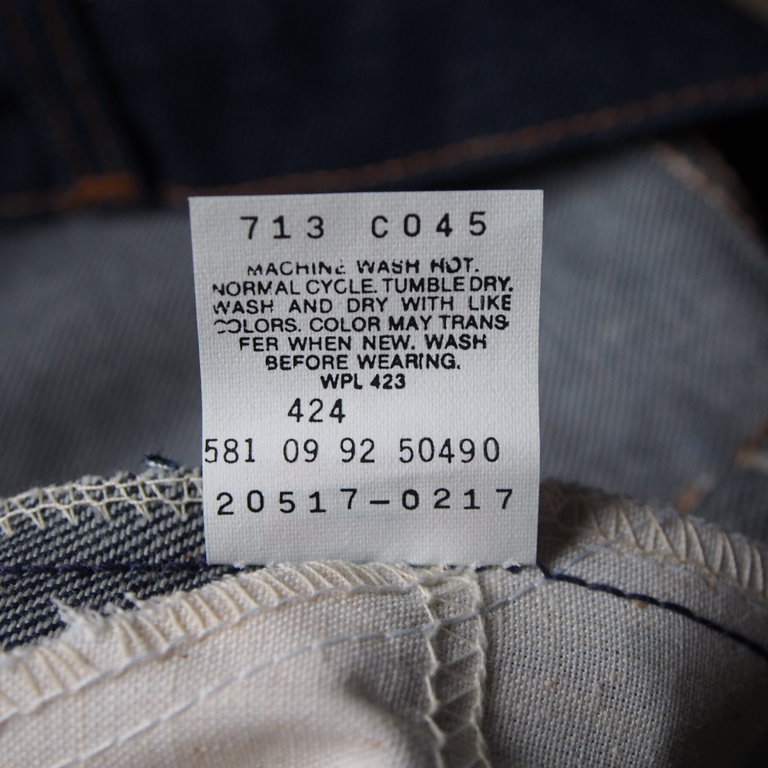 713 C045
MACHINE WASH HOT.
NORMAL CYCLE. TUMBLE DRY.
WASH AND DRY WITH LIKE
COLORS. COLOR MAY TRANS-
FER WHEN NEW. WASH
BEFORE WEARING.
WPL 423
424
581 09 92 50490
20517-0217